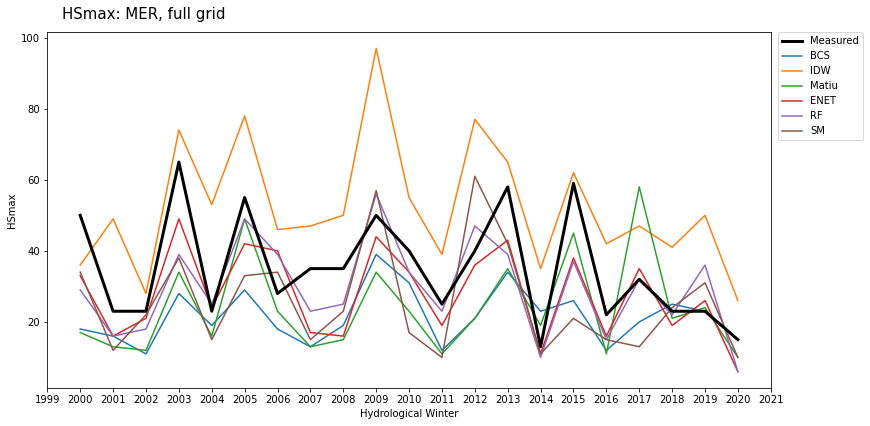 HSmax: MER, full grid
100
80
60
40
20
HSmax
1999 2000 2001 2002 2003 2004 2005 2006 2007 2008 2009 2010 2011 2012 2013 2014 2015 2016 2017 2018 2019 2020 2021
Hydrological Winter
Measured
BCS
IDW
Matiu
ENET
RF
SM